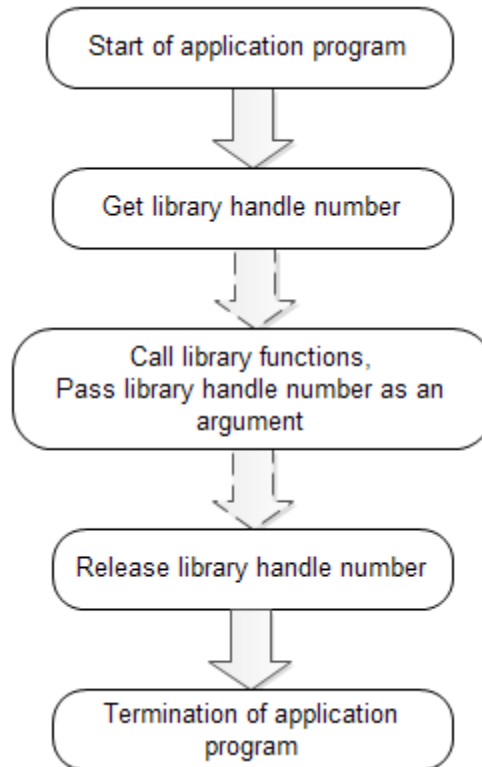 Start of application program
Get library handle number
Call library functions,
Pass library handle number as an
argument
Release library handle number
Termination of application
program